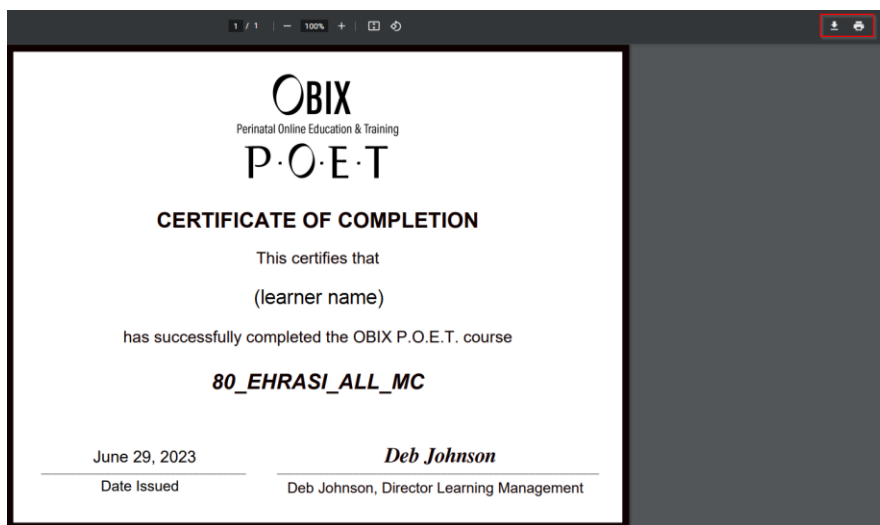 1 / 1 | − 100% + |
OBIX
Perinatal Online Education & Training
P·O·E·T
CERTIFICATE OF COMPLETION
This certifies that
(learner name)
has successfully completed the OBIX P.O.E.T. course
80_EHRASI_ALL_MC
June 29, 2023 Deb Johnson
Date Issued Deb Johnson, Director Learning Management